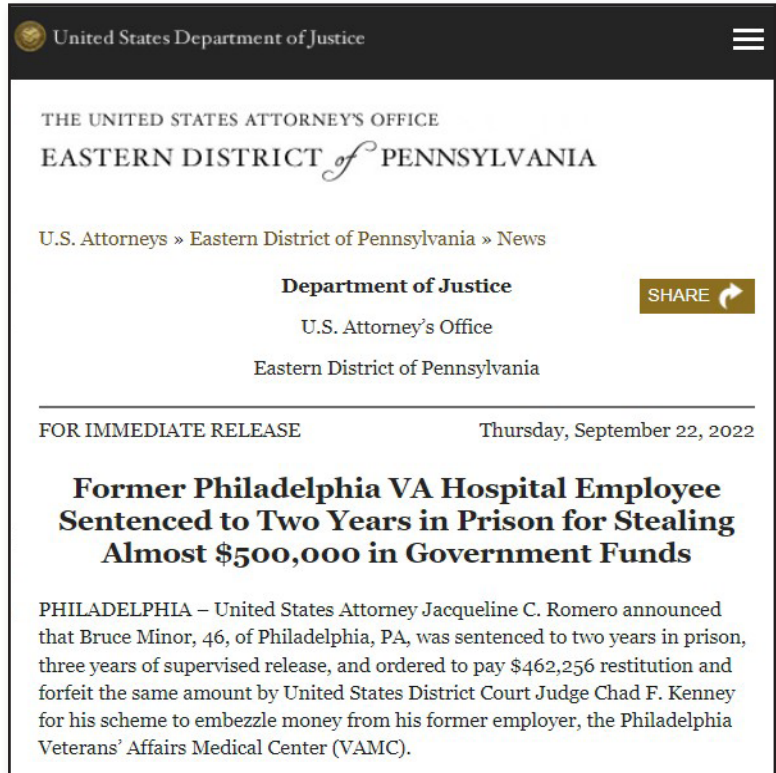 United States Department of Justice
THE UNITED STATES ATTORNEY'S OFFICE
EASTERN DISTRICT of PENNSYLVANIA
U.S. Attorneys » Eastern District of Pennsylvania » News
Department of Justice
SHARE
U.S. Attorney’s Office
Eastern District of Pennsylvania
FOR IMMEDIATE RELEASE
Thursday, September 22, 2022
Former Philadelphia VA Hospital Employee
Sentenced to Two Years in Prison for Stealing
Almost $500,000 in Government Funds
PHILADELPHIA – United States Attorney Jacqueline C. Romero announced
that Bruce Minor, 46, of Philadelphia, PA, was sentenced to two years in prison,
three years of supervised release, and ordered to pay $462,256 restitution and
forfeit the same amount by United States District Court Judge Chad F. Kenney
for his scheme to embezzle money from his former employer, the Philadelphia
Veterans’ Affairs Medical Center (VAMC).